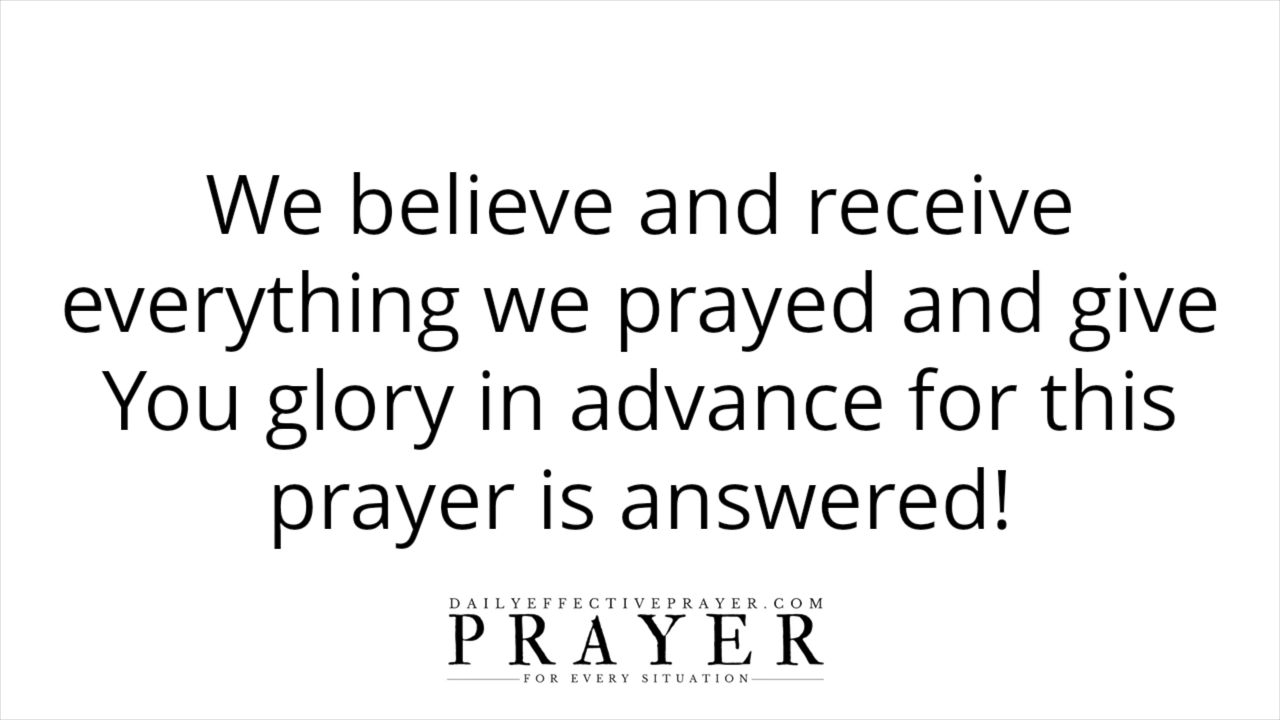 We believe and receive
everything we prayed and give
You glory in advance for this
prayer is answered!
DAILYEFFECTIVEPRAYER.COM
PRAYER
FOR EVERY SITUATION